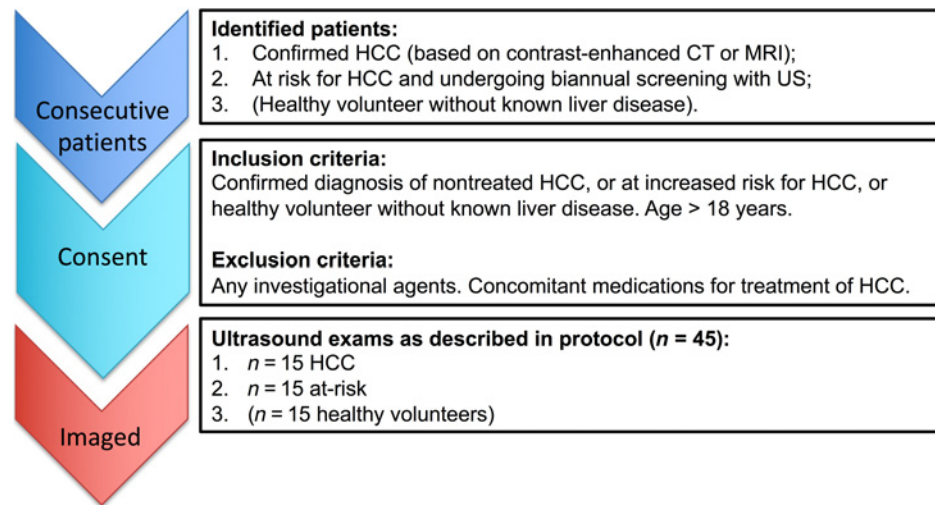 Consecutive
patients
Identified patients:
1. Confirmed HCC (based on contrast-enhanced CT or MRI);
2. At risk for HCC and undergoing biannual screening with US;
3. (Healthy volunteer without known liver disease).
Consent
Inclusion criteria:
Confirmed diagnosis of nontreated HCC, or at increased risk for HCC, or
healthy volunteer without known liver disease. Age > 18 years.
Exclusion criteria:
Any investigational agents. Concomitant medications for treatment of HCC.
Imaged
Ultrasound exams as described in protocol (n = 45):
1. n = 15 HCC
2. n = 15 at-risk
3. (n = 15 healthy volunteers)